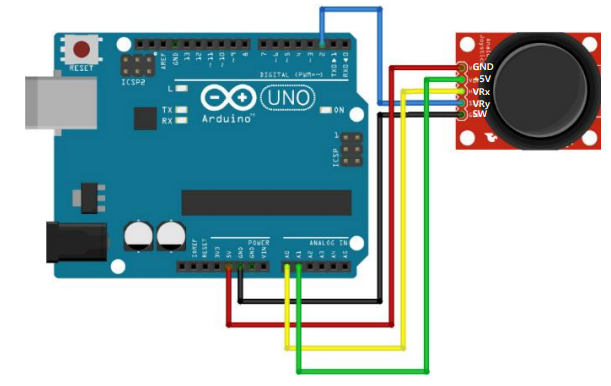 RESET
ICSP2
AREF
GND
13
12
~11
~10
~9
8
7
~6
~5
4
~3
2
TX0▶1
RX0◀0
DIGITAL (PWM=~)
L
TX
RX
UNO
Arduino™
ON
1
ICSP
IOREF
RESET
3V3
5V
GND
GND
VIN
POWER
ANALOG IN
A0
A1
A2
A3
A4
A5
GND
+5V
VRx
VRy
SW